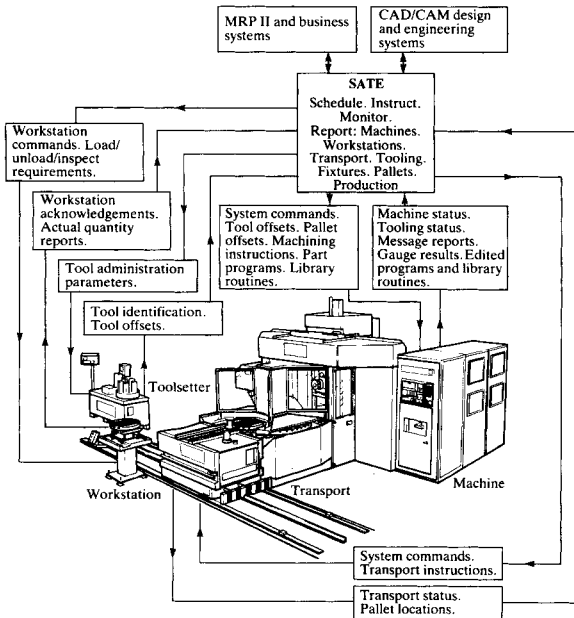 MRP II and business
systems
CAD/CAM design
and engineering
systems
SATE
Schedule. Instruct.
Monitor.
Report: Machines.
Workstations.
Transport. Tooling.
Fixtures. Pallets.
Production
Workstation
commands. Load/
unload/inspect
requirements.
Workstation
acknowledgements.
Actual quantity
reports.
Tool administration
parameters.
Tool identification.
Tool offsets.
System commands.
Tool offsets. Pallet
offsets. Machining
instructions. Part
programs. Library
routines.
Machine status.
Tooling status.
Message reports.
Gauge results. Edited
programs and library
routines.
Toolsetter
Workstation
Transport
Machine
System commands.
Transport instructions.
Transport status.
Pallet locations.